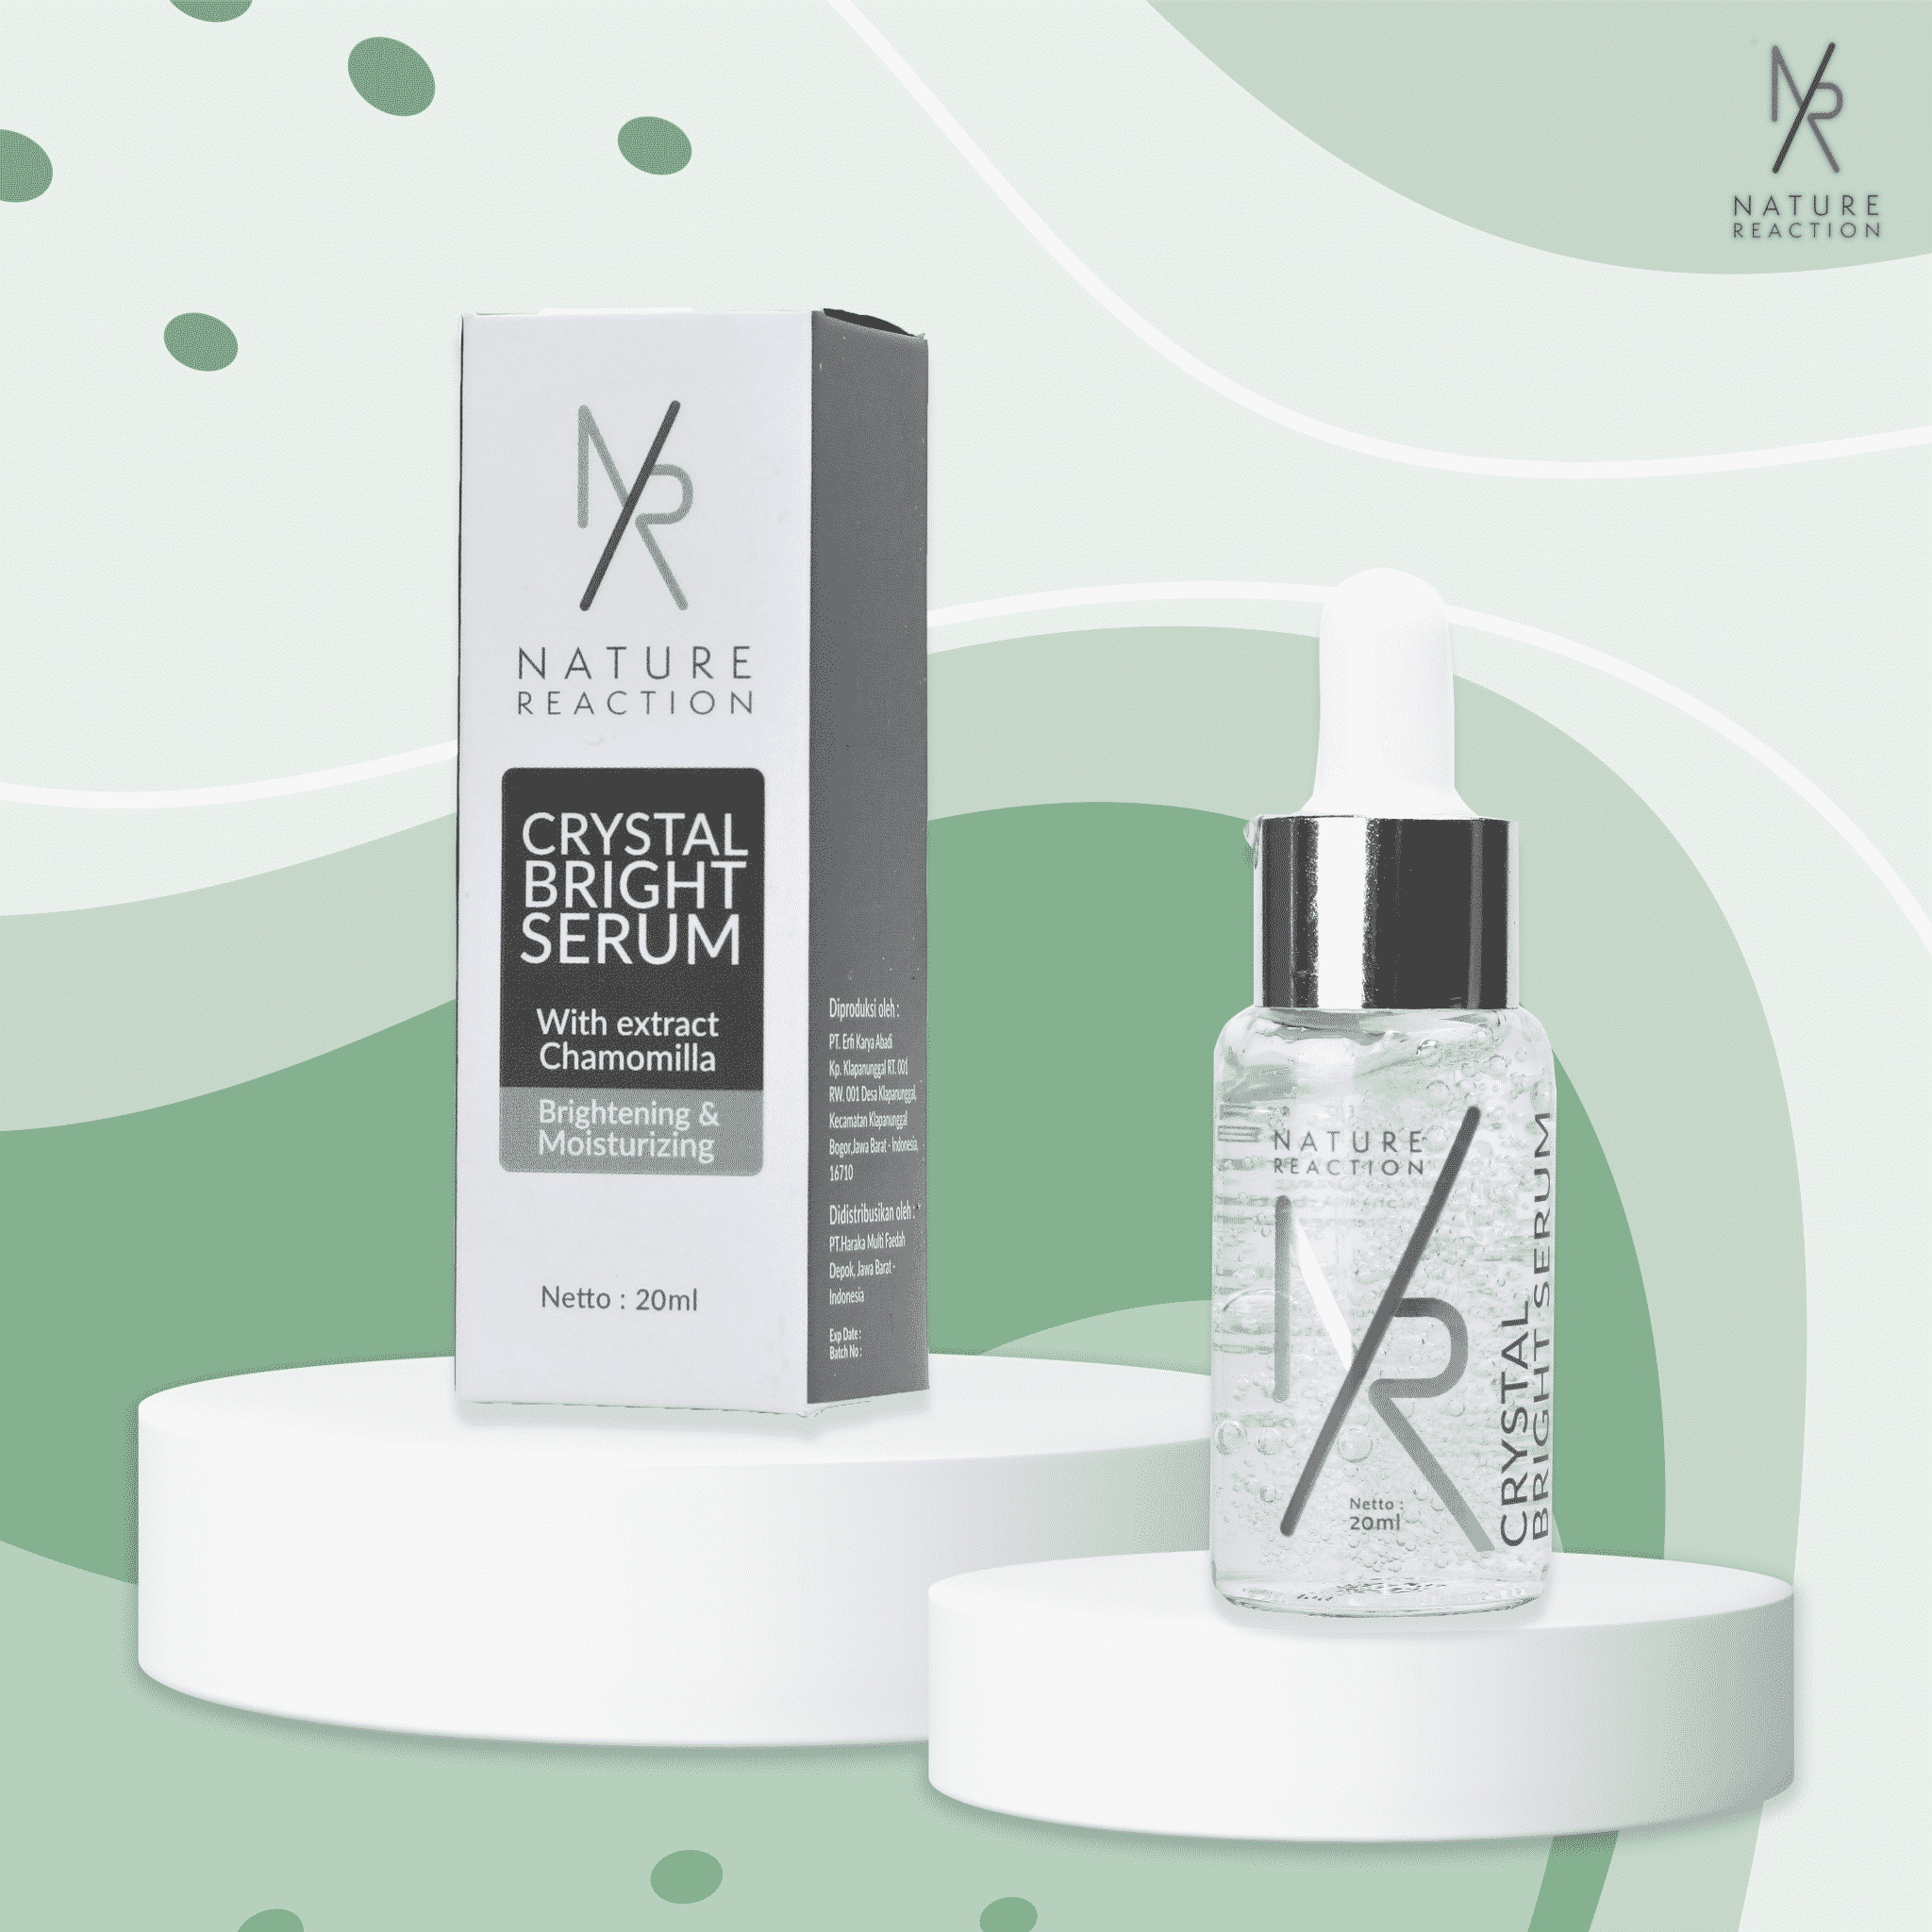 NATURE
REACTION
NATURE
REACTION
CRYSTAL
BRIGHT
SERUM
With extract
Chamomilla
Brightening &
Moisturizing
Netto : 20ml
Diproduksi oleh :
PT. Erfi Karya Abadi
Kp. Klapanunggal RT. 001
RW. 001 Desa Klapanunggal,
Kecamatan Klapanunggal
Bogor,Jawa Barat - Indonesia,
16710
Didistribusikan oleh :
PT.Haraka Multi Faedah
Depok, Jawa Barat -
Indonesia
Exp Date :
Batch No :
NATURE
REACTION
NR
Netto :
20ml
CRYSTAL
BRIGHT SERUM